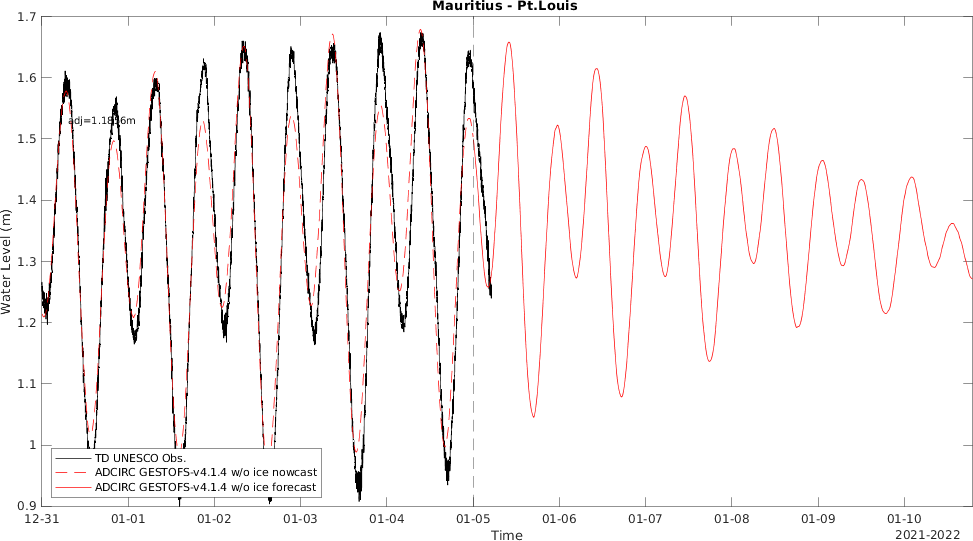 Mauritius - Pt.Louis
1.7
1.6
1.5
1.4
1.3
1.2
1.1
1
0.9
Water Level (m)
adj=1.1856m
TD UNESCO Obs.
ADCIRC GESTOFS-v4.1.4 w/o ice nowcast
ADCIRC GESTOFS-v4.1.4 w/o ice forecast
12-31 01-01 01-02 01-03 01-04 01-05 01-06 01-07 01-08 01-09 01-10
Time
2021-2022